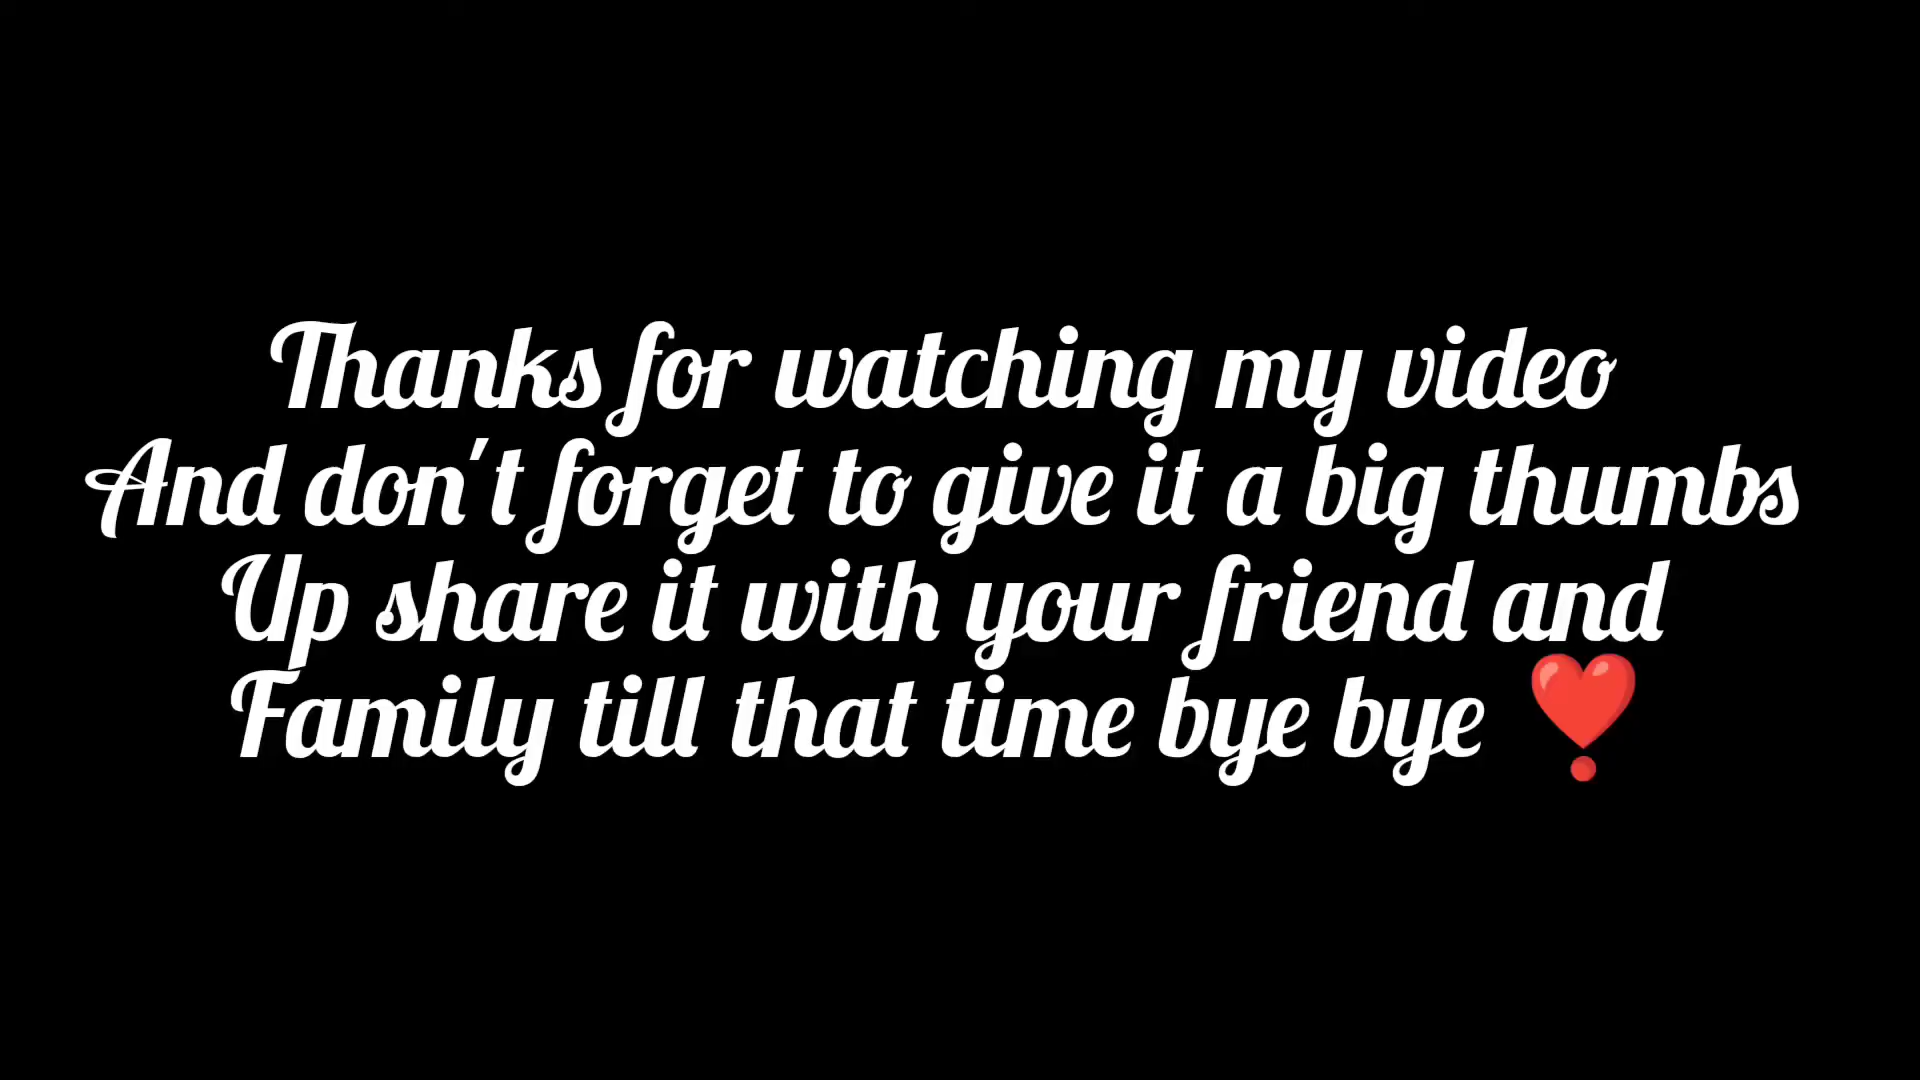 Thanks for watching my video
And don't forget to give it a big thumbs
Up share it with your friend and
Family till that time bye bye ❣️